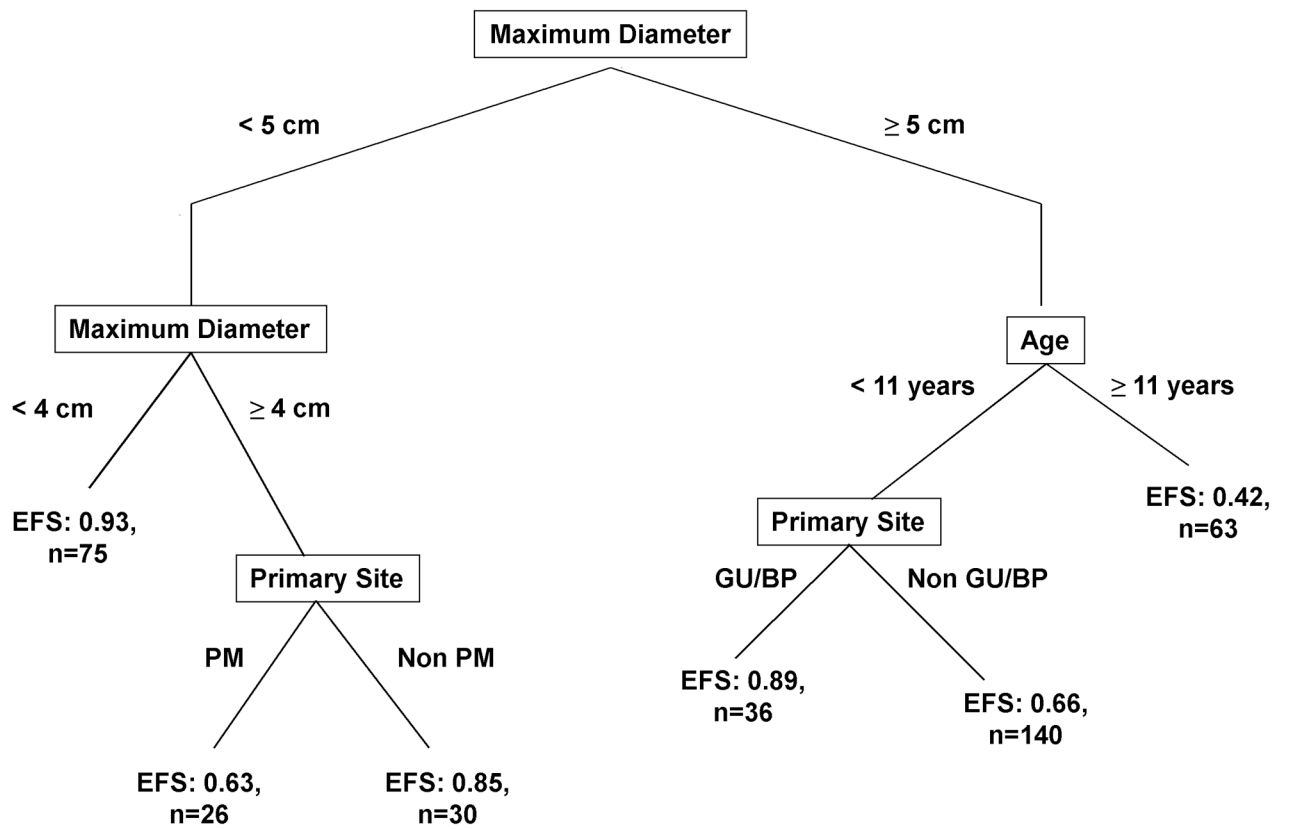 Maximum Diameter
< 5 cm
≥ 5 cm
Maximum Diameter
Age
< 4 cm
≥ 4 cm
< 11 years
≥ 11 years
EFS: 0.93,
n=75
EFS: 0.42,
n=63
Primary Site
Primary Site
GU/BP
Non GU/BP
PM
Non PM
EFS: 0.89,
n=36
EFS: 0.66,
n=140
EFS: 0.63,
n=26
EFS: 0.85,
n=30